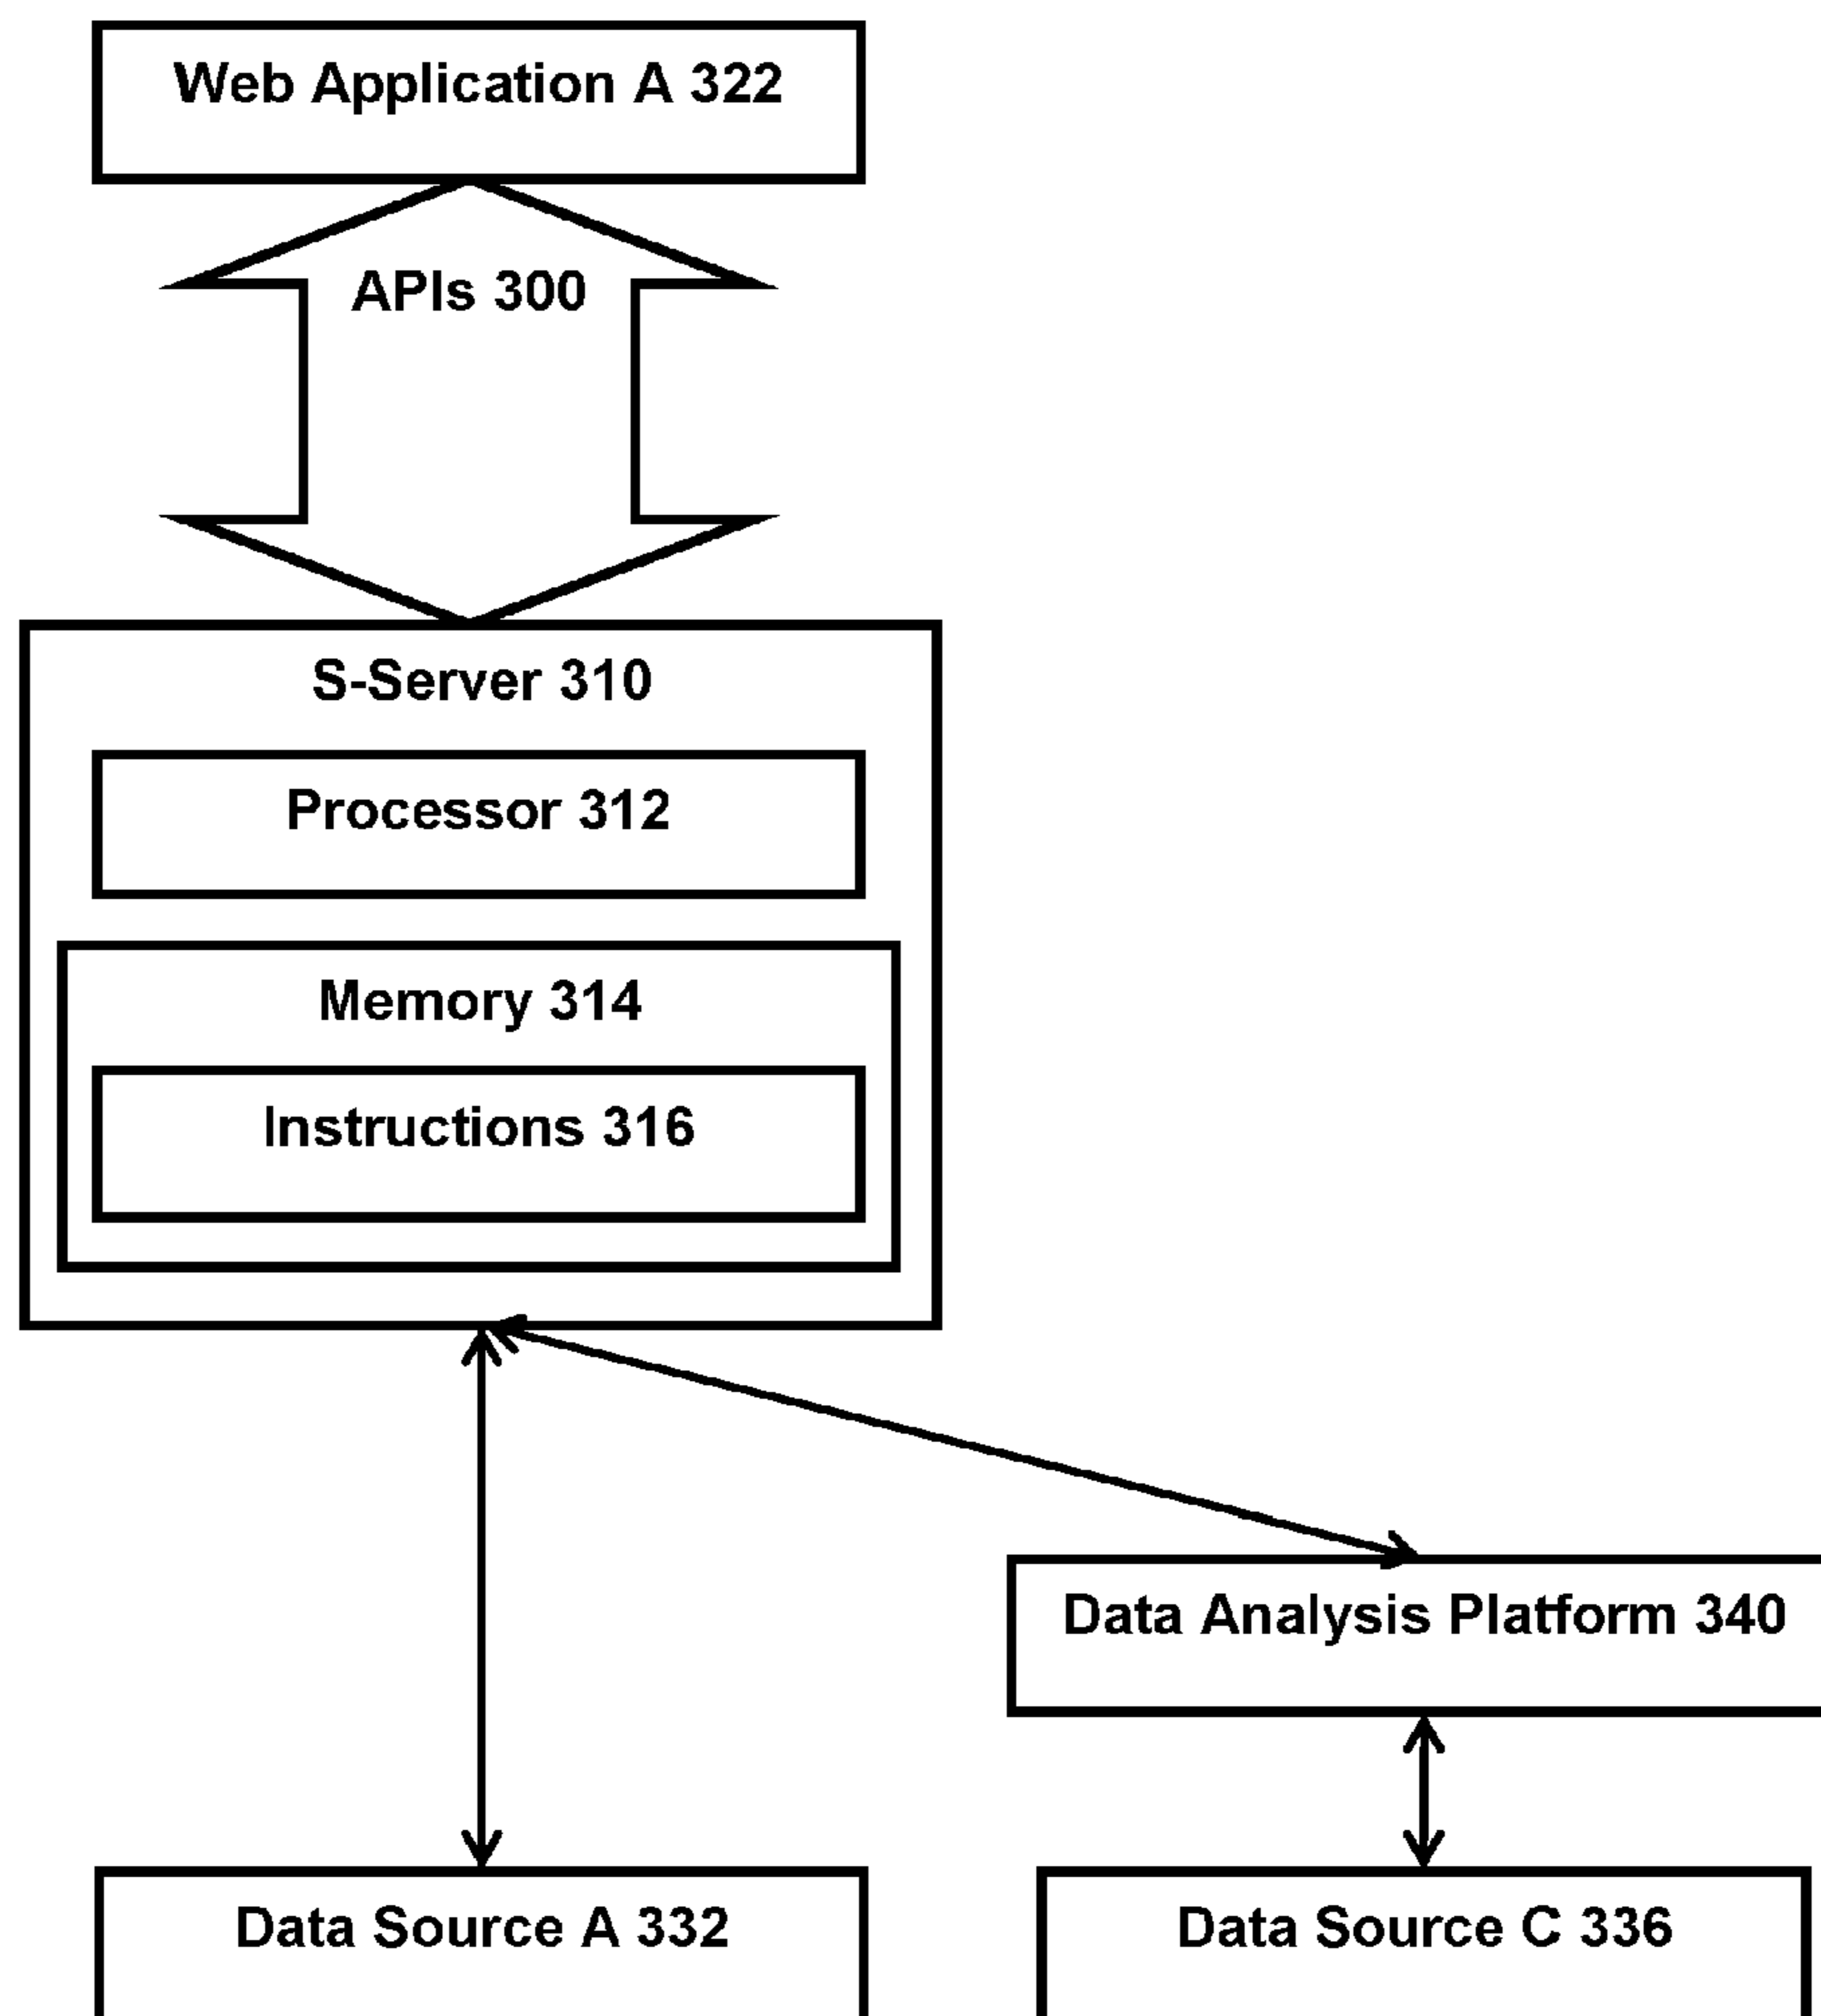 Web Application A 322
APIs 300
S-Server 310
Processor 312
Memory 314
Instructions 316
Data Analysis Platform 340
Data Source A 332
Data Source C 336